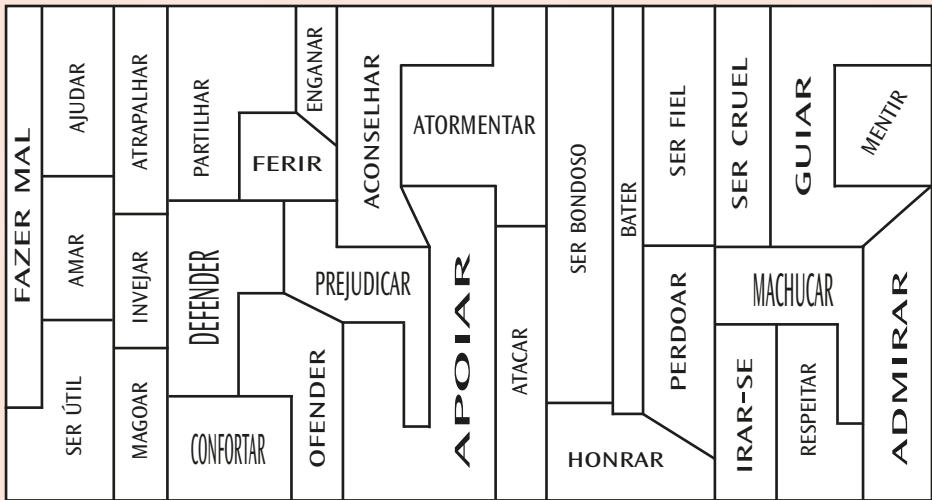 FAZER MAL
AJUDAR
AMAR
SER ÚTIL
ATRAPALHAR
INVEJAR
MAGOAR
PARTILHAR
ENGANAR
FERIR
DEFENDER
CONFORTAR
ACONSELHAR
PREJUDICAR
OFENDER
ATORMENTAR
APOIAR
ATACAR
SER BONDOSO
BATER
HONRAR
SER FIEL
PERDOAR
SER CRUEL
MACHUCAR
IRAR-SE
RESPEITAR
GUIAR
MENTIR
ADMIRAR